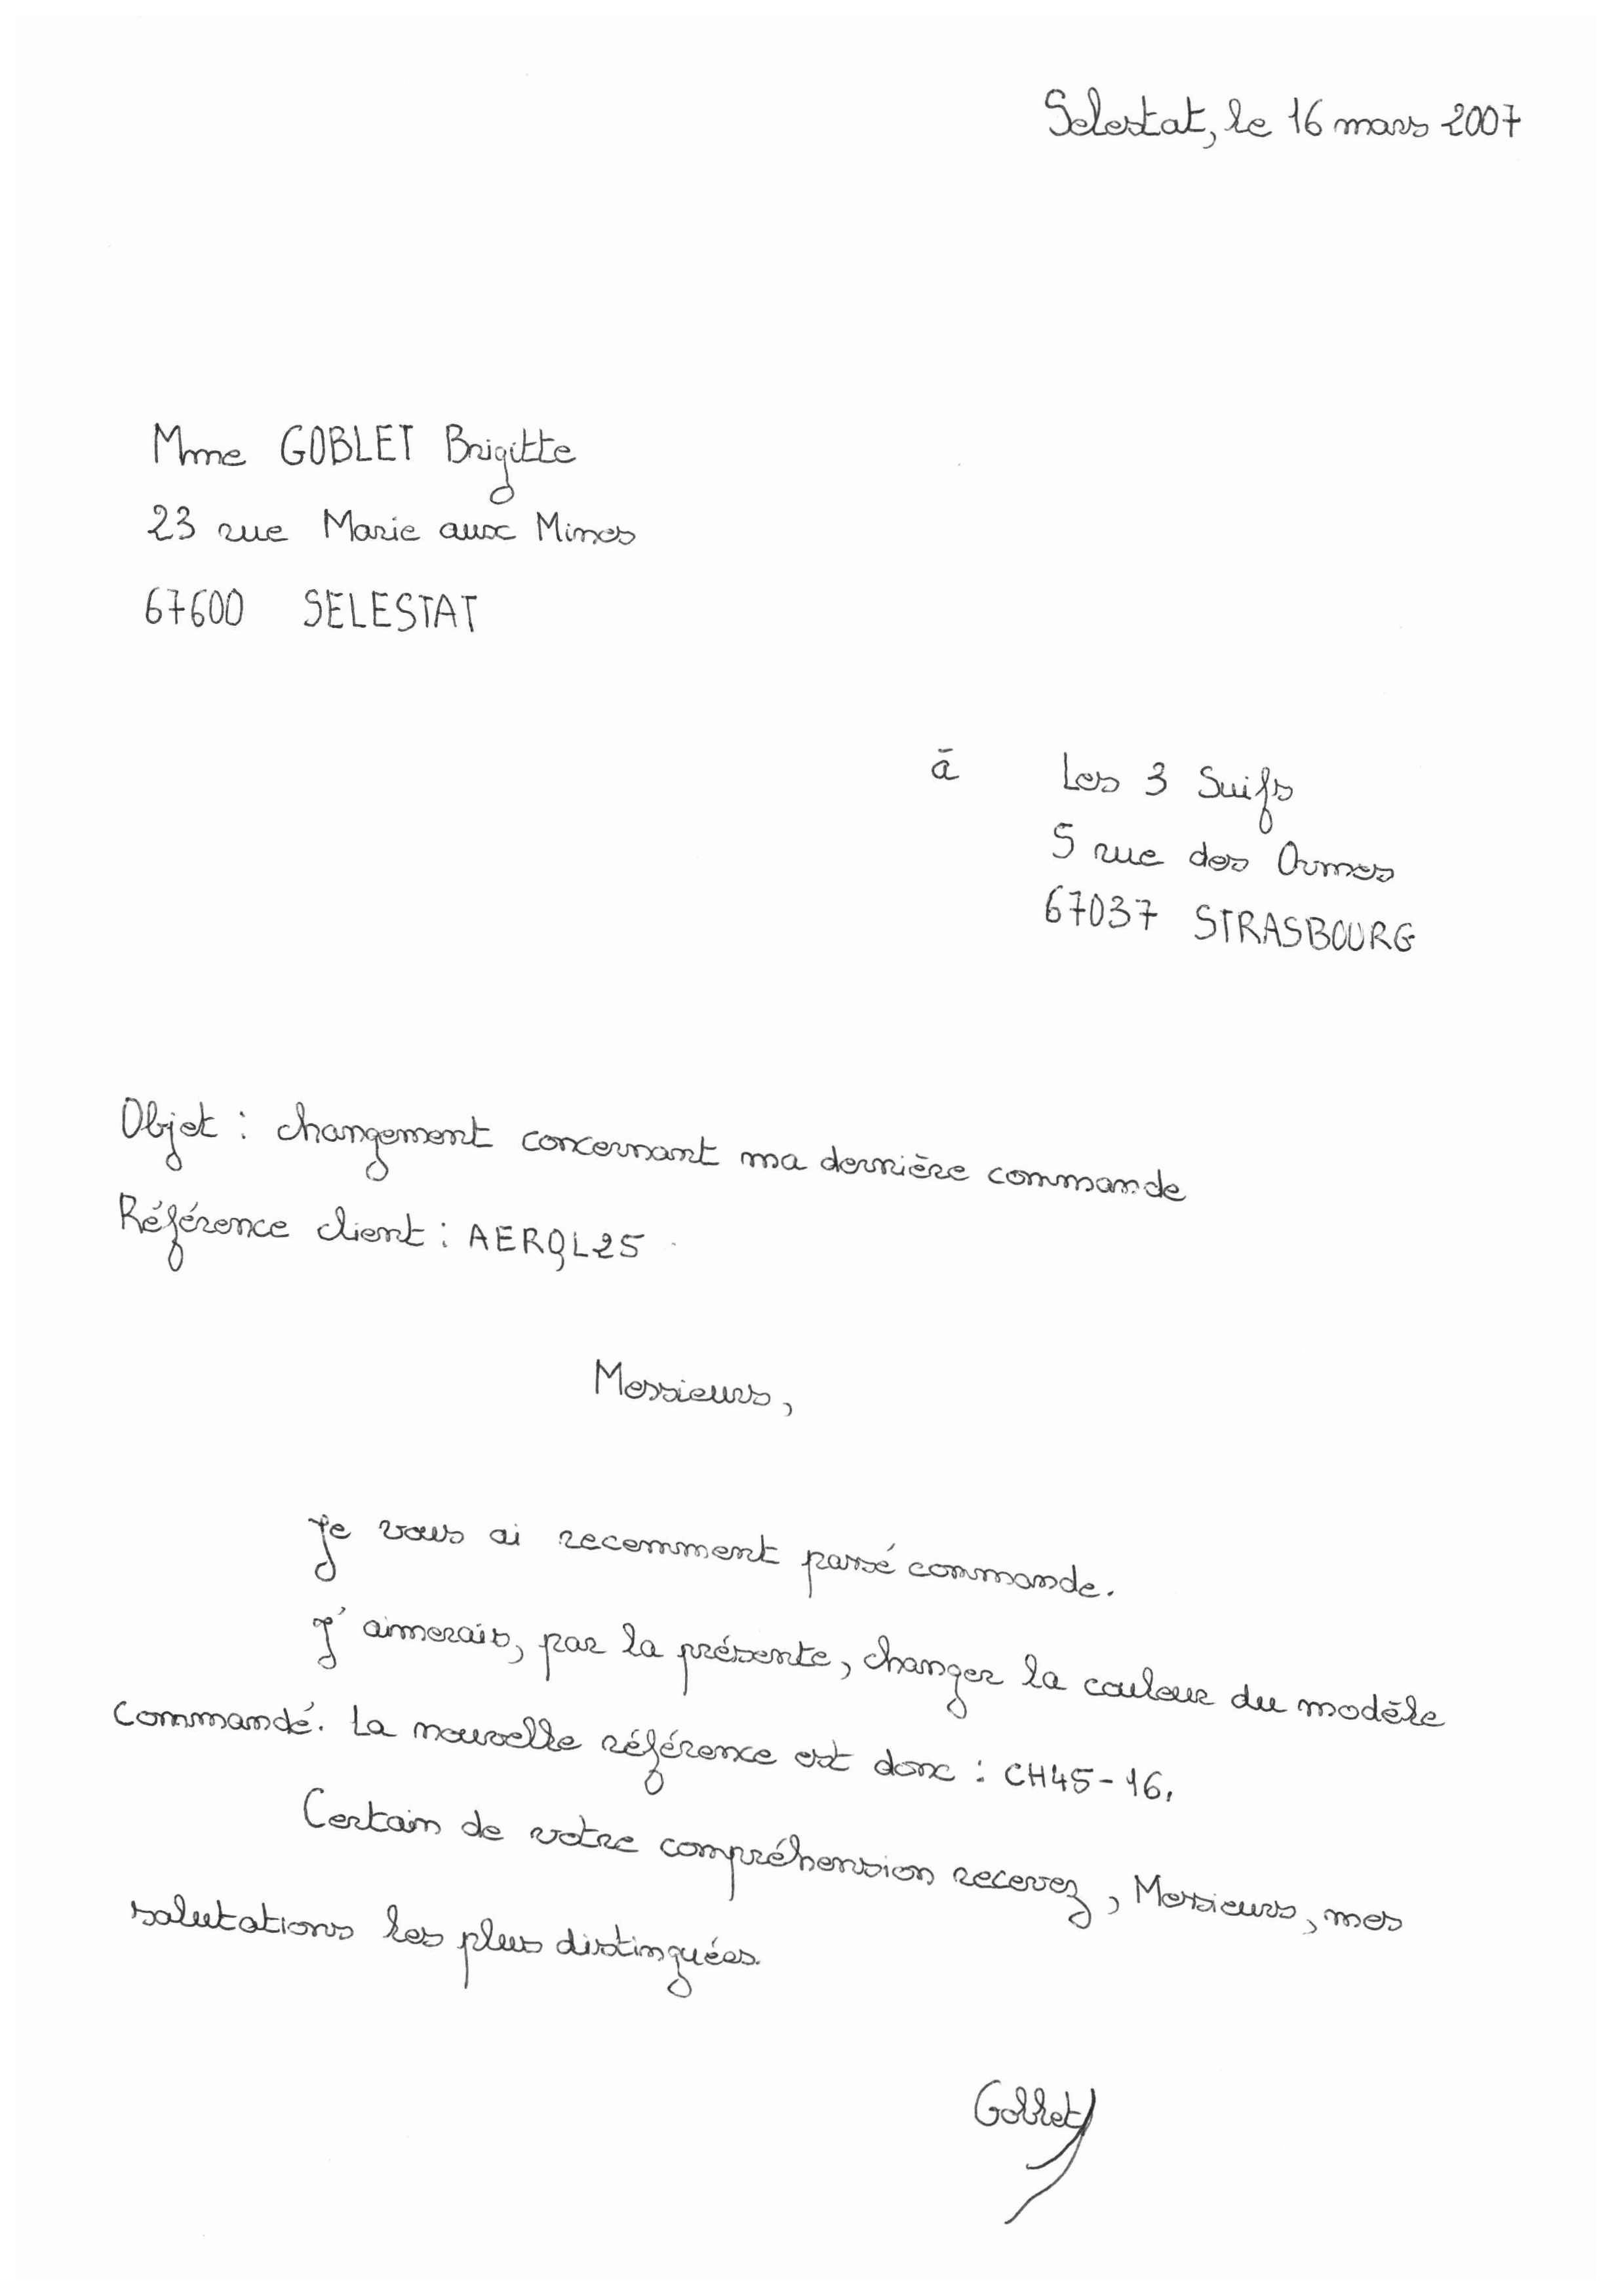 Selestat, le 16 mars 2007
Mme GOBLET Brigitte
23 rue Marie aux Mines
67600 SELESTAT
à Les 3 Suifs
5 rue des Ormes
67037 STRASBOURG
Objet : changement concernant ma dernière commande
Référence client : AERQL25
Messieurs,
Je vous ai recemment passé commande.
J'aimerais, par la présente, changer la couleur du modèle
commandé. La nouvelle référence est donc : CH45-16.
Certain de votre compréhension recevez, Messieurs, mes
salutations les plus distinguées.
Goblet